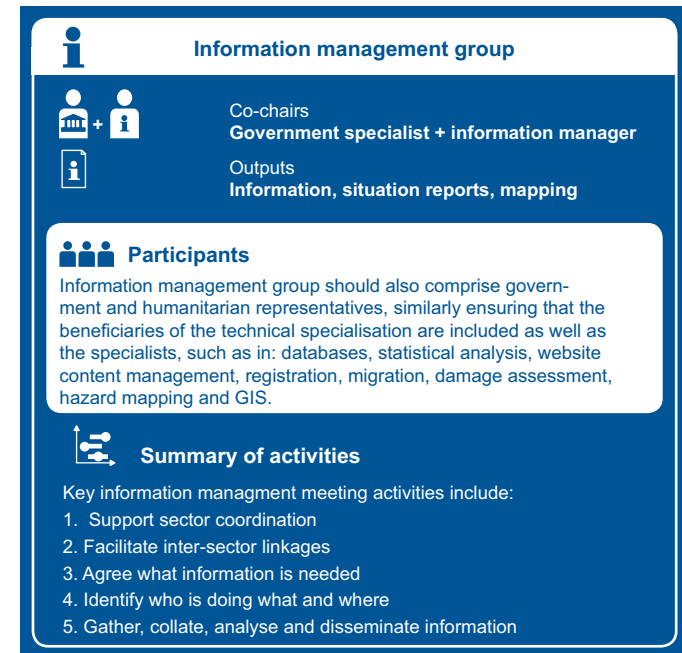 Information management group
Co-chairs
Government specialist + information manager
Outputs
Information, situation reports, mapping
Participants
Information management group should also comprise govern-
ment and humanitarian representatives, similarly ensuring that the
beneficiaries of the technical specialisation are included as well as
the specialists, such as in: databases, statistical analysis, website
content management, registration, migration, damage assessment,
hazard mapping and GIS.
Summary of activities
Key information managment meeting activities include:
1. Support sector coordination
2. Facilitate inter-sector linkages
3. Agree what information is needed
4. Identify who is doing what and where
5. Gather, collate, analyse and disseminate information